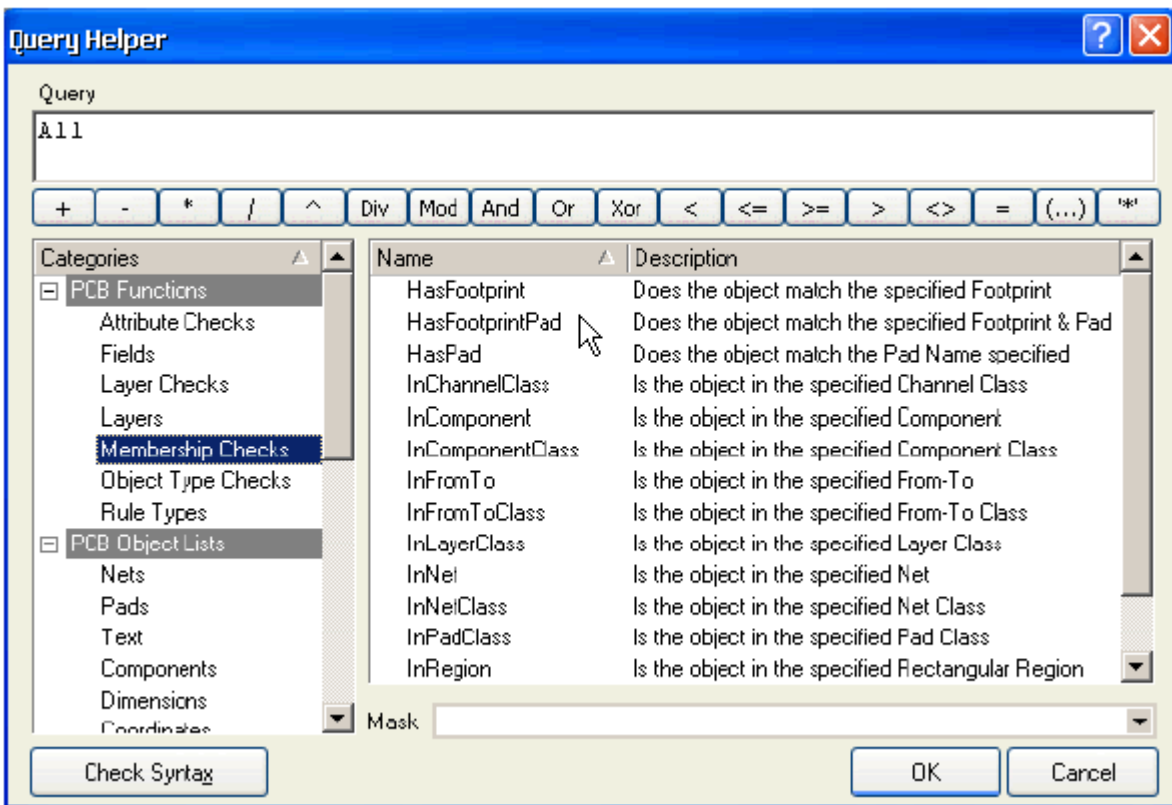 Query Helper
Query
All
+ - * / ^ Div Mod And Or Xor < <= >= > <> = (...) '*'
Categories
PCB Functions
Attribute Checks
Fields
Layer Checks
Layers
Membership Checks
Object Type Checks
Rule Types
PCB Object Lists
Nets
Pads
Text
Components
Dimensions
Coordinates
Name Description
HasFootprint Does the object match the specified Footprint
HasFootprintPad Does the object match the specified Footprint & Pad
HasPad Does the object match the Pad Name specified
InChannelClass Is the object in the specified Channel Class
InComponent Is the object in the specified Component
InComponentClass Is the object in the specified Component Class
InFromTo Is the object in the specified From-To
InFromToClass Is the object in the specified From-To Class
InLayerClass Is the object in the specified Layer Class
InNet Is the object in the specified Net
InNetClass Is the object in the specified Net Class
InPadClass Is the object in the specified Pad Class
InRegion Is the object in the specified Rectangular Region
Mask
Check Syntax OK Cancel